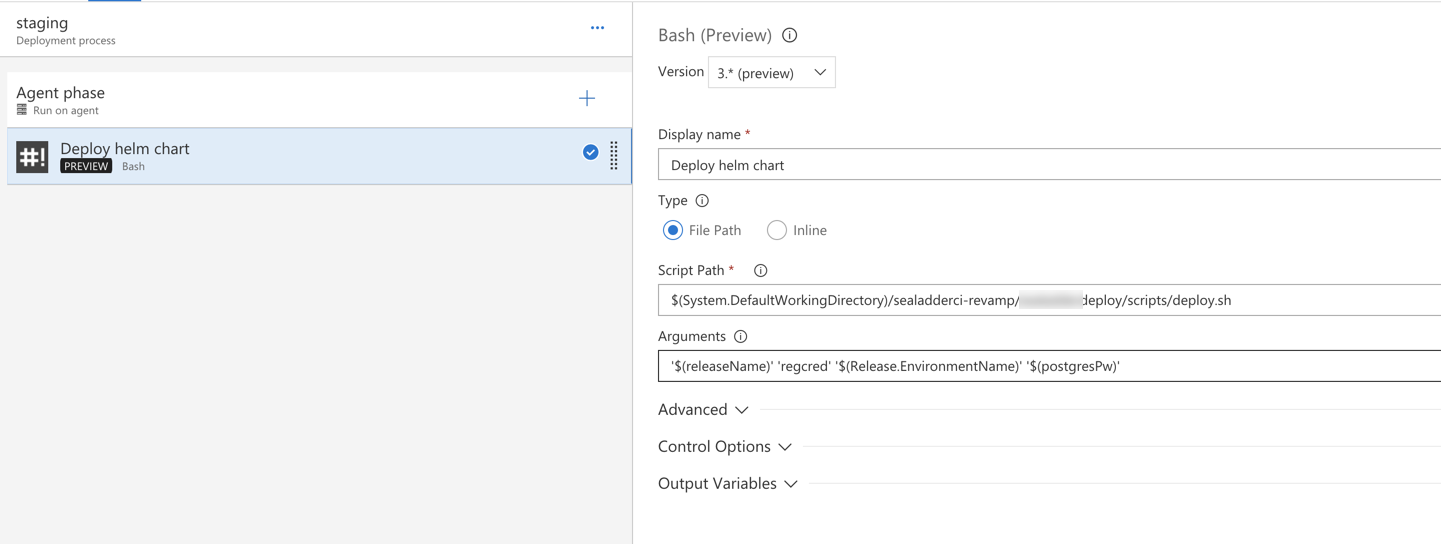 staging
Deployment process
Agent phase
Run on agent
#!
Deploy helm chart
PREVIEW Bash
Bash (Preview)
Version 3.* (preview)
Display name *
Deploy helm chart
Type
File Path Inline
Script Path *
$(System.DefaultWorkingDirectory)/sealadderci-revamp/ deploy/scripts/deploy.sh
Arguments
'$(releaseName)' 'regcred' '$(Release.EnvironmentName)' '$(postgresPw)'
Advanced
Control Options
Output Variables